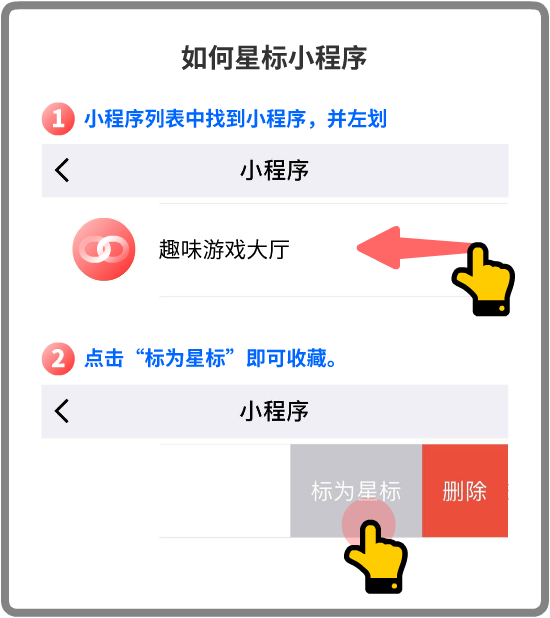 如何星标小程序
1 小程序列表中找到小程序，并左划
小程序
趣味游戏大厅
2 点击“标为星标”即可收藏。
小程序
标为星标 删除